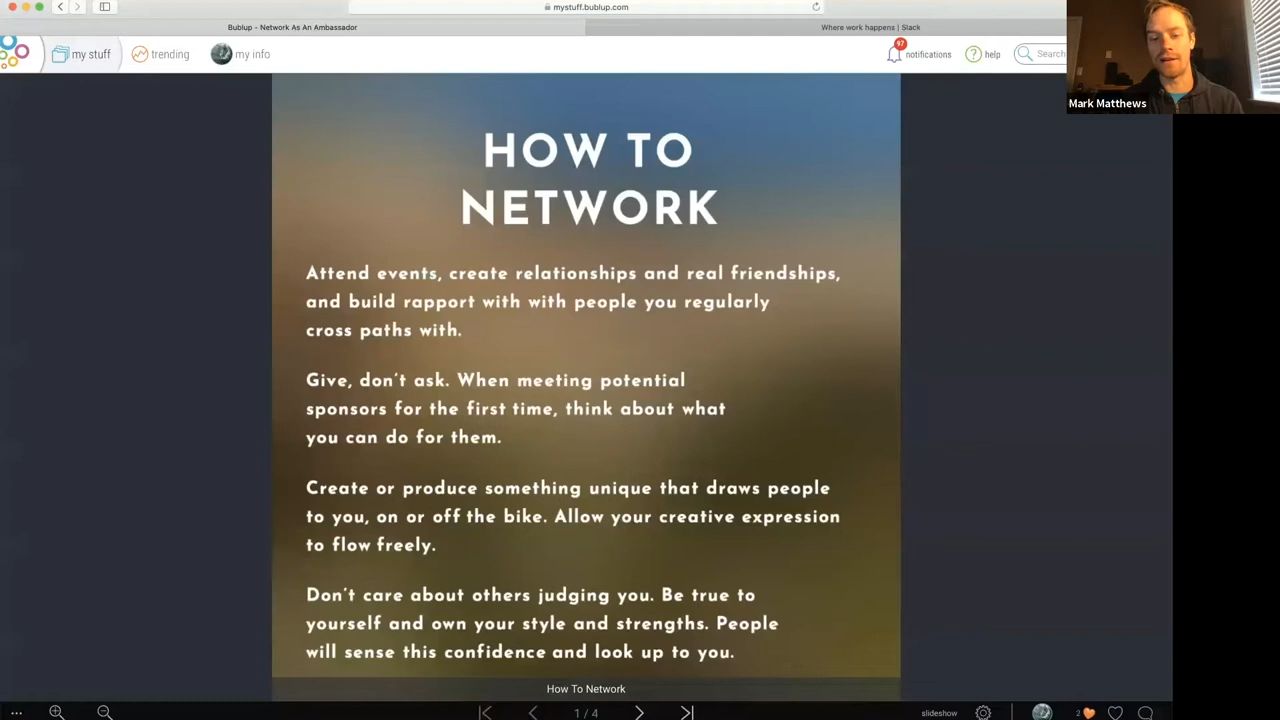 mystuff.bublup.com
Bublup - Network As An Ambassador
Where work happens | Slack
my stuff
trending
my info
97
notifications
help
Search
Mark Matthews
HOW TO
NETWORK
Attend events, create relationships and real friendships,
and build rapport with with people you regularly
cross paths with.
Give, don't ask. When meeting potential
sponsors for the first time, think about what
you can do for them.
Create or produce something unique that draws people
to you, on or off the bike. Allow your creative expression
to flow freely.
Don't care about others judging you. Be true to
yourself and own your style and strengths. People
will sense this confidence and look up to you.
How To Network
1 / 4
slideshow
2